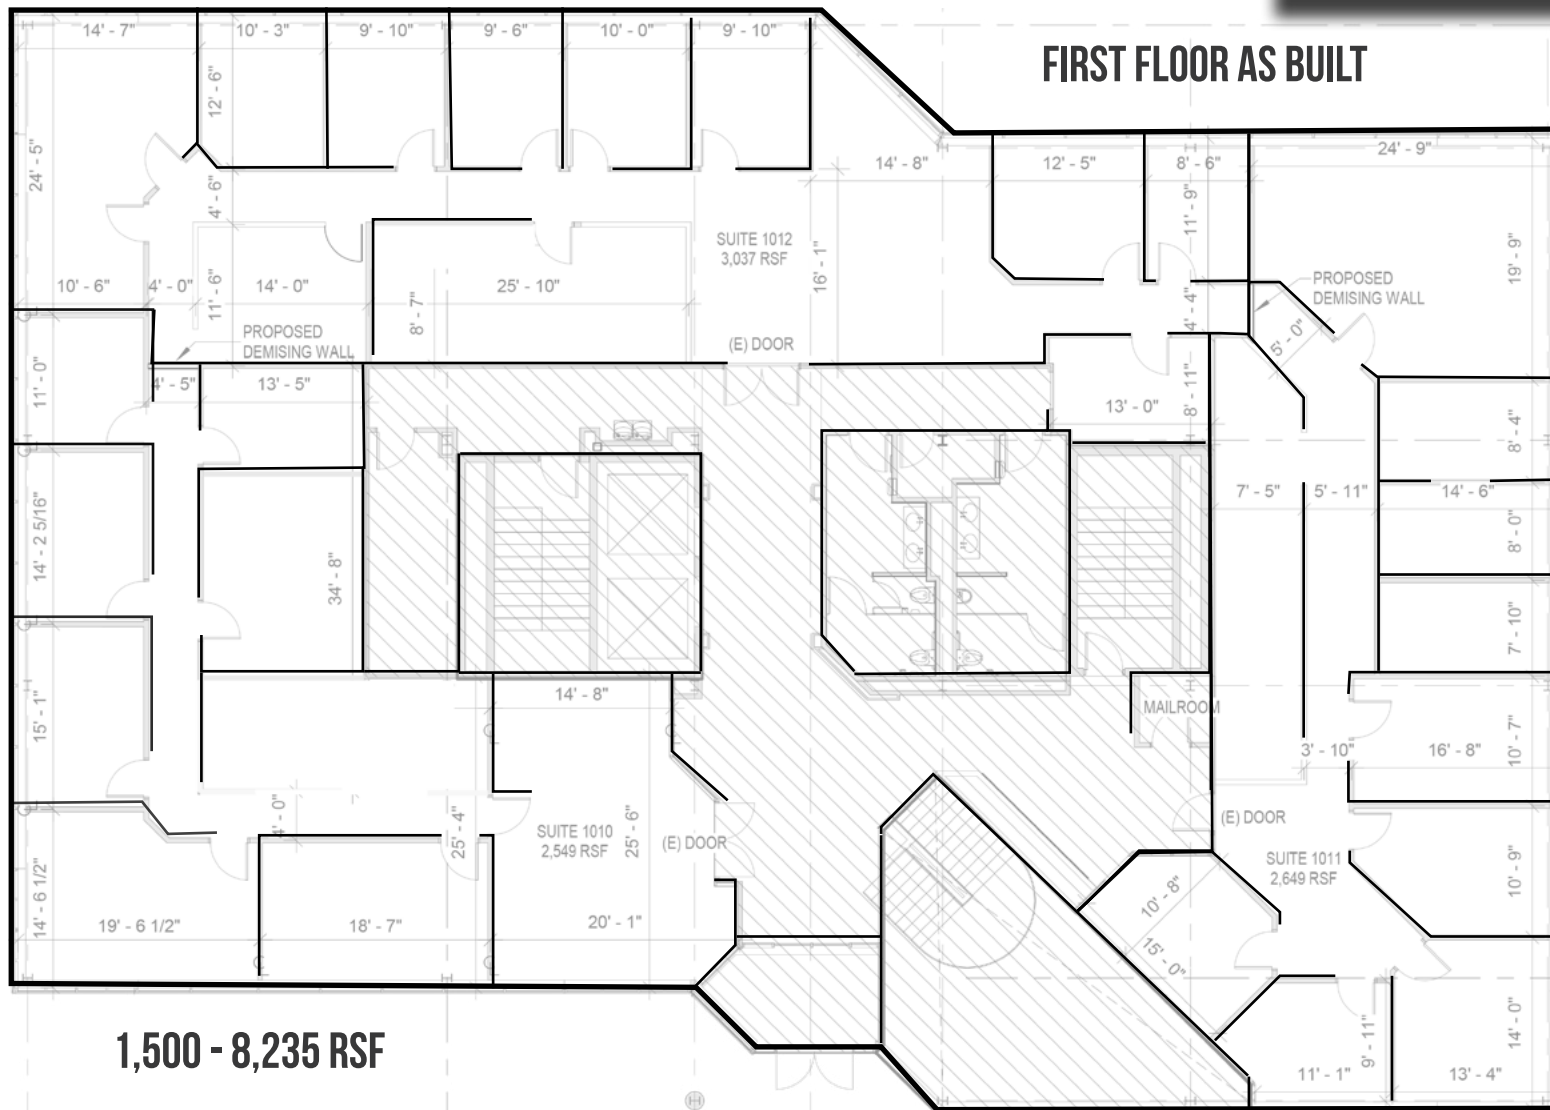 14' - 7"
10' - 3"
9' - 10"
9' - 6"
10' - 0"
9' - 10"
FIRST FLOOR AS BUILT
12' - 6"
24' - 5"
14' - 8"
12' - 5"
8' - 6"
24' - 9"
4' - 6"
11' - 9"
SUITE 1012
3,037 RSF
16' - 1"
19' - 9"
10' - 6"
4' - 0"
11' - 6"
14' - 0"
25' - 10"
8' - 7"
PROPOSED
DEMISING WALL
4' - 4"
PROPOSED
DEMISING WALL
5' - 0"
(E) DOOR
11' - 0"
4' - 5"
13' - 5"
13' - 0"
8' - 11"
8' - 4"
14' - 2 5/16"
34' - 8"
7' - 5"
5' - 11"
14' - 6"
8' - 0"
7' - 10"
15' - 1"
14' - 8"
MAILROOM
3' - 10"
16' - 8"
10' - 7"
4' - 0"
25' - 4"
SUITE 1010
2,549 RSF
25' - 6"
(E) DOOR
(E) DOOR
SUITE 1011
2,649 RSF
14' - 6 1/2"
19' - 6 1/2"
18' - 7"
20' - 1"
10' - 8"
15' - 0"
10' - 9"
1,500 - 8,235 RSF
11' - 1"
9' - 11"
13' - 4"
14' - 0"